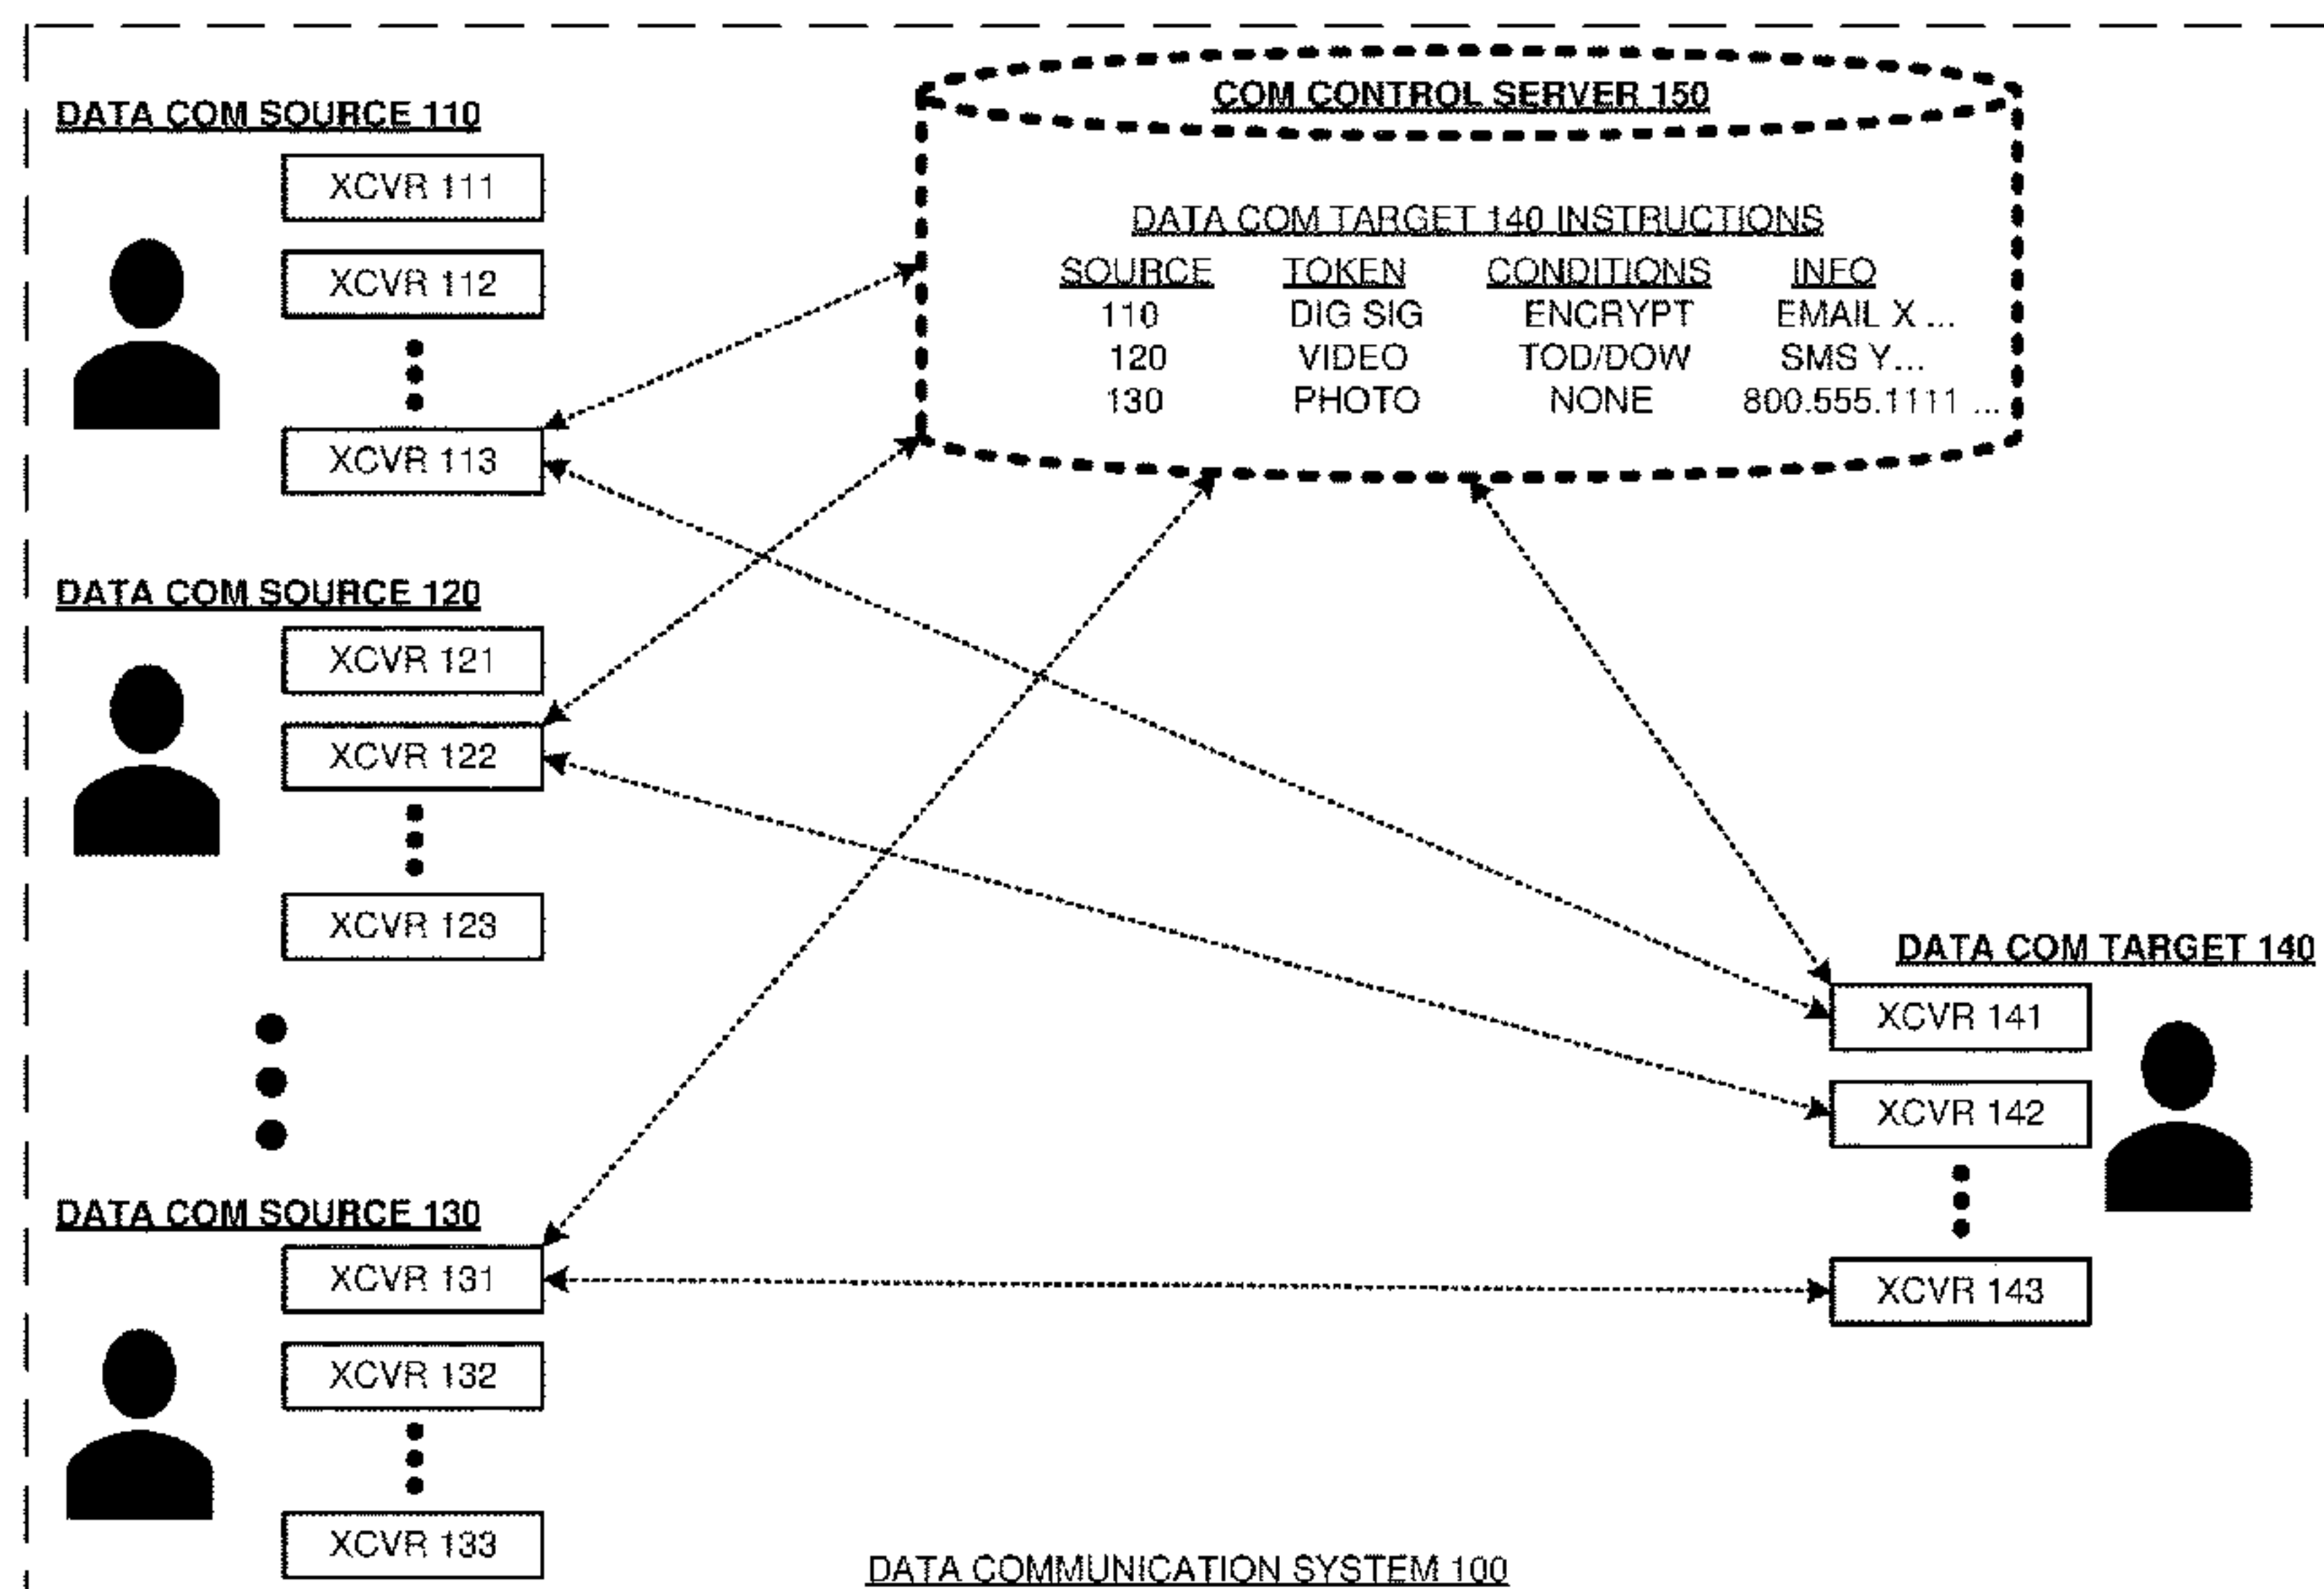 DATA COM SOURCE 110
XCVR 111
XCVR 112
XCVR 113
COM CONTROL SERVER 150
DATA COM TARGET 140 INSTRUCTIONS
SOURCE TOKEN CONDITIONS INFO
110 DIG SIG ENCRYPT EMAIL X ...
120 VIDEO TOD/DOW SMS Y...
130 PHOTO NONE 800.555.1111 ...
DATA COM SOURCE 120
XCVR 121
XCVR 122
XCVR 123
DATA COM TARGET 140
XCVR 141
XCVR 142
XCVR 143
DATA COM SOURCE 130
XCVR 131
XCVR 132
XCVR 133
DATA COMMUNICATION SYSTEM 100